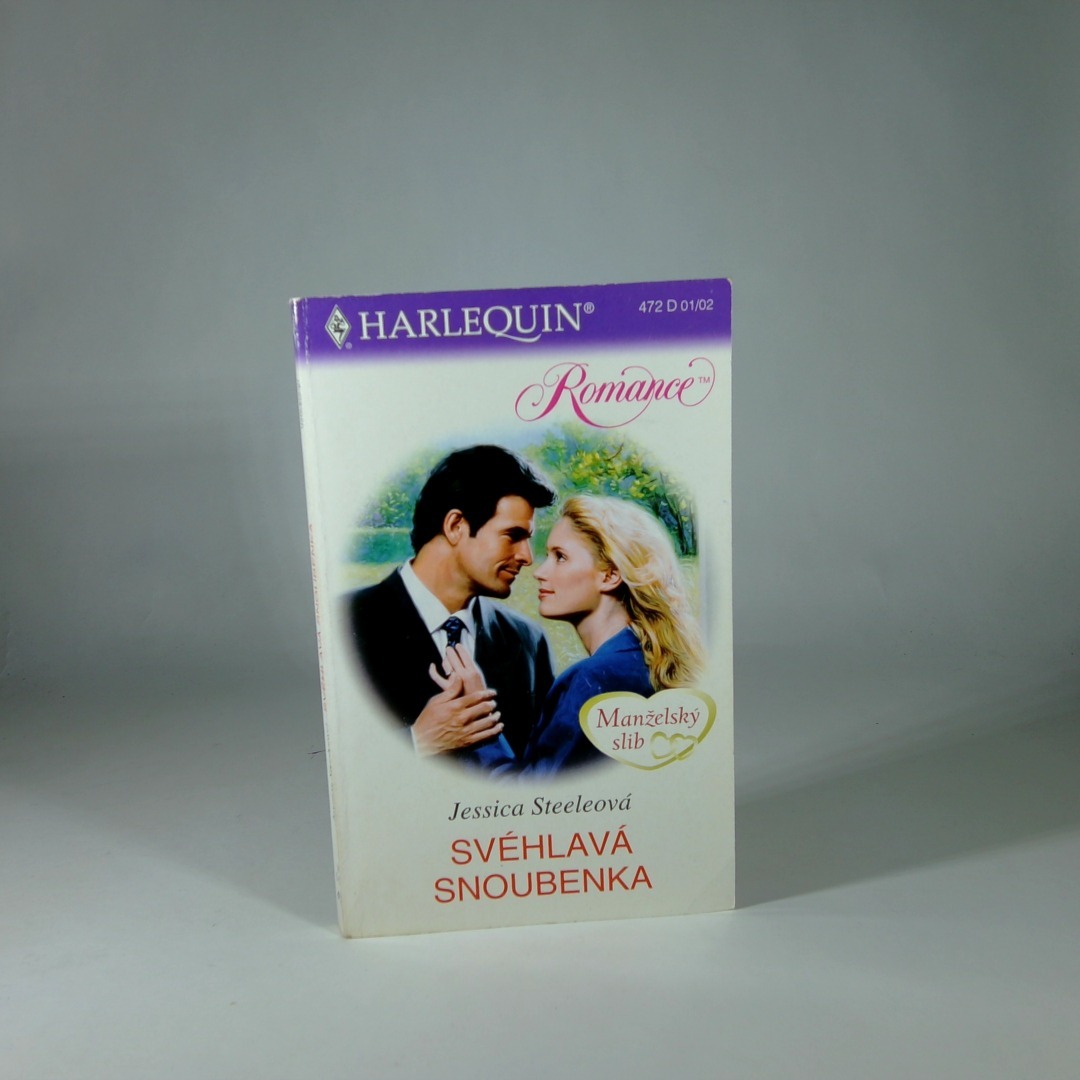 HARLEQUIN®
472 D 01/02
Romance™
Manželský
slib
Jessica Steeleová
SVÉHLAVÁ
SNOUBENKA